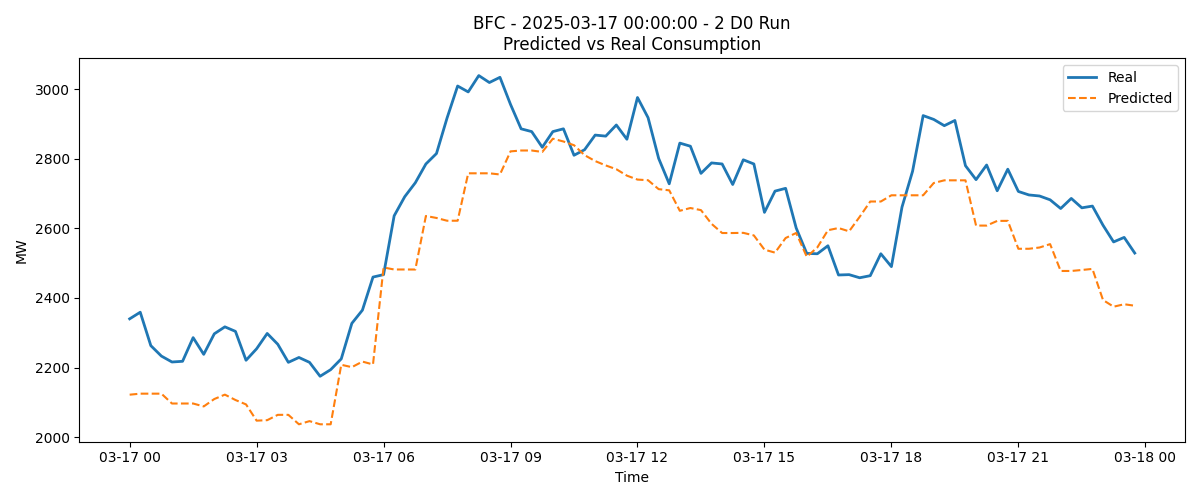 BFC - 2025-03-17 00:00:00 - 2 D0 Run
Predicted vs Real Consumption
Real
Predicted
MW
3000
2800
2600
2400
2200
2000
03-17 00
03-17 03
03-17 06
03-17 09
03-17 12
03-17 15
03-17 18
03-17 21
03-18 00
Time